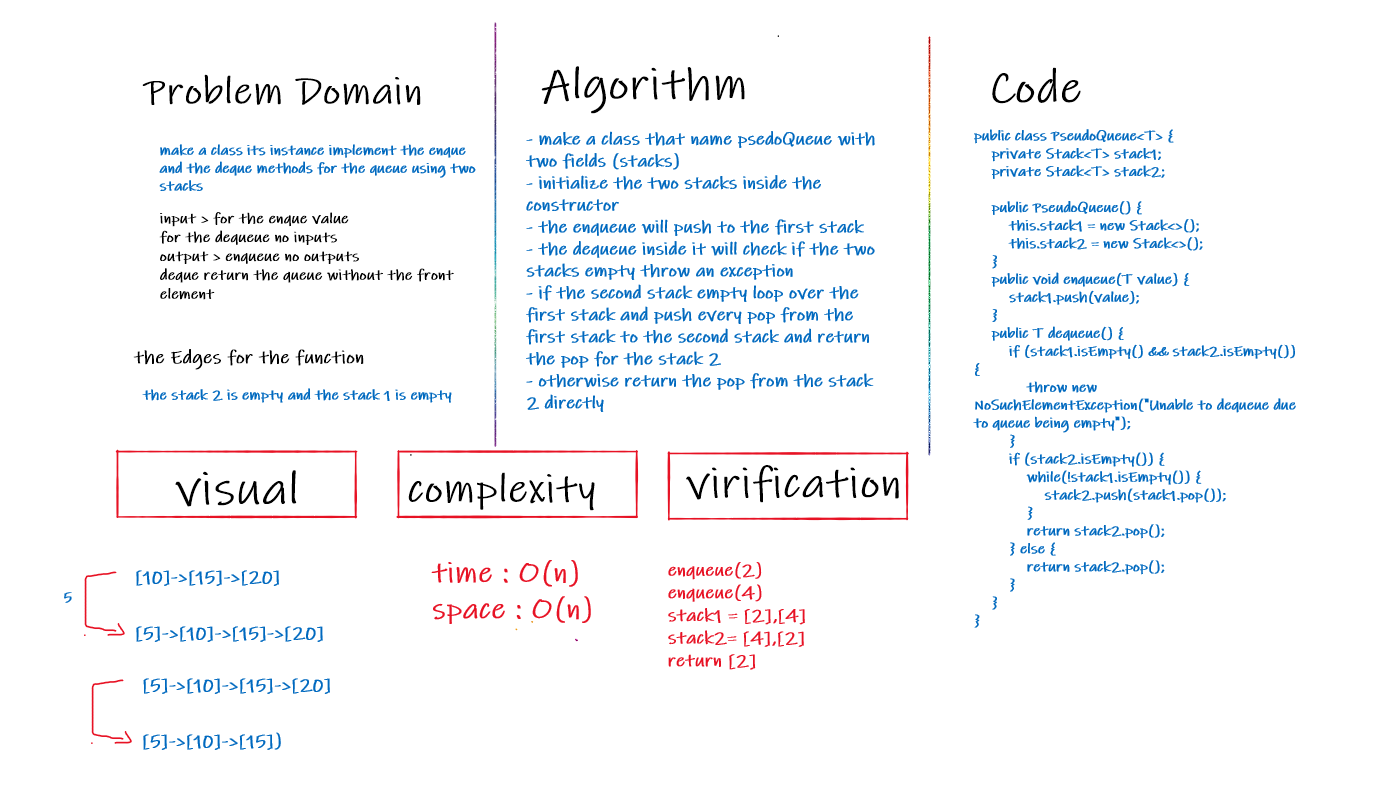 Problem Domain
make a class its instance implement the enque
and the deque methods for the queue using two
stacks
input > for the enque value
for the dequeue no inputs
output > enqueue no outputs
deque return the queue without the front
element
the Edges for the function
the stack 2 is empty and the stack 1 is empty
Algorithm
- make a class that name psedoQueue with
two fields (stacks)
- initialize the two stacks inside the
constructor
- the enqueue will push to the first stack
- the dequeue inside it will check if the two
stacks empty throw an exception
- if the second stack empty loop over the
first stack and push every pop from the
first stack to the second stack and return
the pop for the stack 2
- otherwise return the pop from the stack
2 directly
Code
public class PseudoQueue<T> {
private Stack<T> stack1;
private Stack<T> stack2;
public PseudoQueue() {
this.stack1 = new Stack<>();
this.stack2 = new Stack<>();
}
public void enqueue(T value) {
stack1.push(value);
}
public T dequeue() {
if (stack1.isEmpty() && stack2.isEmpty())
{
throw new
NoSuchElementException("Unable to dequeue due
to queue being empty");
}
if (stack2.isEmpty()) {
while(!stack1.isEmpty()) {
stack2.push(stack1.pop());
}
return stack2.pop();
} else {
return stack2.pop();
}
}
}
visual
[10]->[15]->[20]
5
[5]->[10]->[15]->[20]
[5]->[10]->[15]->[20]
[5]->[10]->[15])
complexity
time : O(n)
space : O(n)
virification
enqueue(2)
enqueue(4)
stack1 = [2],[4]
stack2= [4],[2]
return [2]